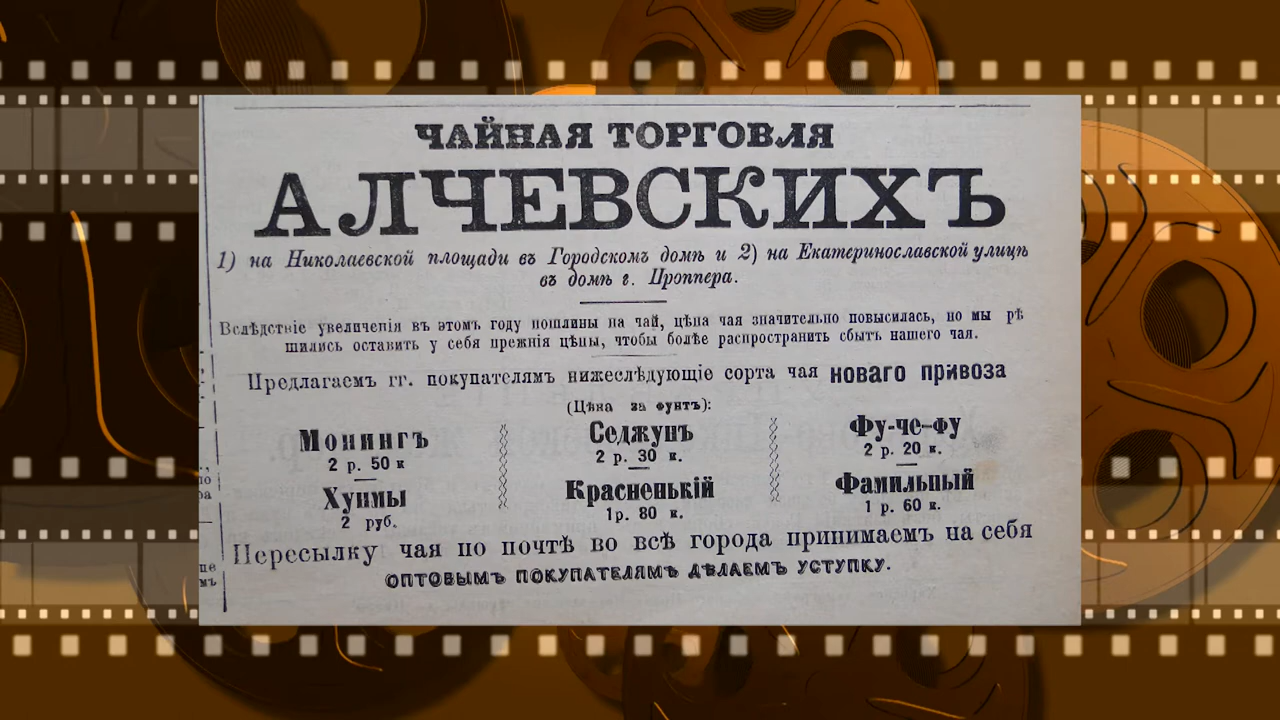 ЧАЙНАЯ ТОРГОВЛЯ
АЛЧЕВСКИХЪ
1) на Николаевской площади въ Городскомъ домѣ и 2) на Екатеринославской улицѣ
въ домѣ г. Проппера.
Вслѣдствіе увеличенія въ этомъ году пошлины на чай, цѣна чая значительно повысилась, но мы рѣ
шились оставить у себя прежнія цѣны, чтобы болѣе распространить сбытъ нашего чая.
Предлагаемъ гг. покупателямъ нижеслѣдующіе сорта чая новаго привоза
(Цѣна за фунтъ):
Монингъ
2 р. 50 к
Хунмы
2 руб.
Седжунъ
2 р. 30 к.
Красненькій
1р. 80 к.
Фу-че-фу
2 р. 20 к.
Фамильный
1 р. 60 к.
Пересылку чая по почтѣ во всѣ города принимаемъ на себя
ОПТОВЫМЪ ПОКУПАТЕЛЯМЪ ДѢЛАЕМЪ УСТУПКУ.